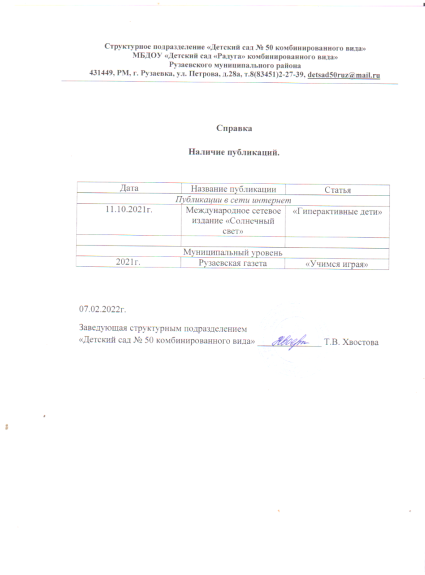 Структурное подразделение «Детский сад № 50 комбинированного вида»
МБДОУ «Детский сад «Радуга» комбинированного вида»
Рузаевского муниципального района
431449, РМ, г. Рузаевка, ул. Петрова, д.28а, т.8(83451)2-27-39, detsad50ruz@mail.ru
Справка
Наличие публикаций.
Дата Название публикации Статья
Публикации в сети интернет
11.10.2021г. Международное сетевое «Гиперактивные дети»
издание «Солнечный
свет»
Муниципальный уровень
2021г. Рузаевская газета «Учимся играя»
07.02.2022г.
Заведующая структурным подразделением
«Детский сад № 50 комбинированного вида» Т.В. Хвостова